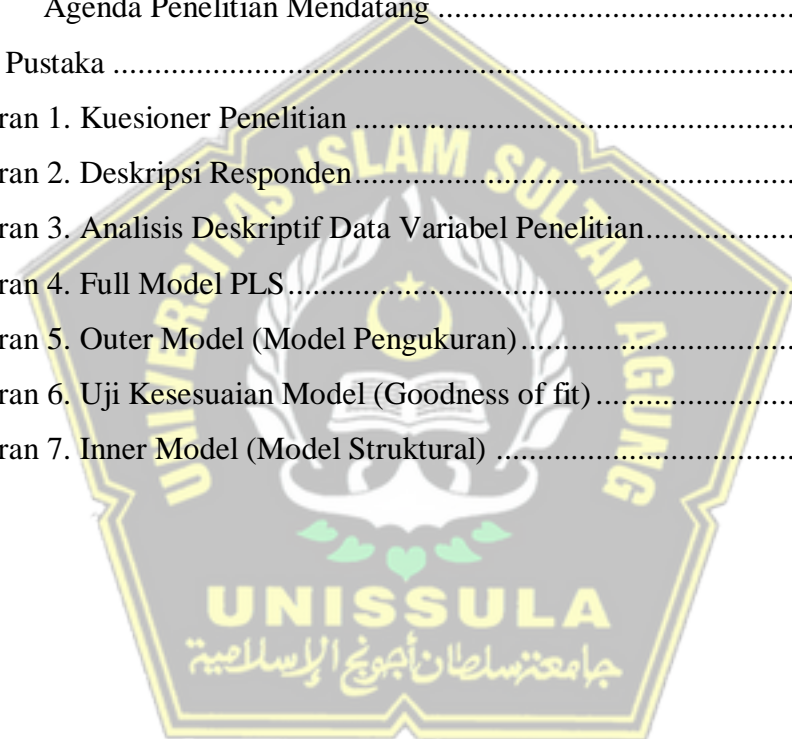 Agenda Penelitian Mendatang ................................................
Pustaka ................................................................................
ran 1. Kuesioner Penelitian .....................................................
ran 2. Deskripsi Responden.....................................................
ran 3. Analisis Deskriptif Data Variabel Penelitian...................
ran 4. Full Model PLS..............................................................
ran 5. Outer Model (Model Pengukuran)..................................
ran 6. Uji Kesesuaian Model (Goodness of fit) ........................
ran 7. Inner Model (Model Struktural) .....................................
UNIVERSITAS ISLAM SULTAN AGUNG
UNISSULA
جامعة سلطان أجونج الإسلامية